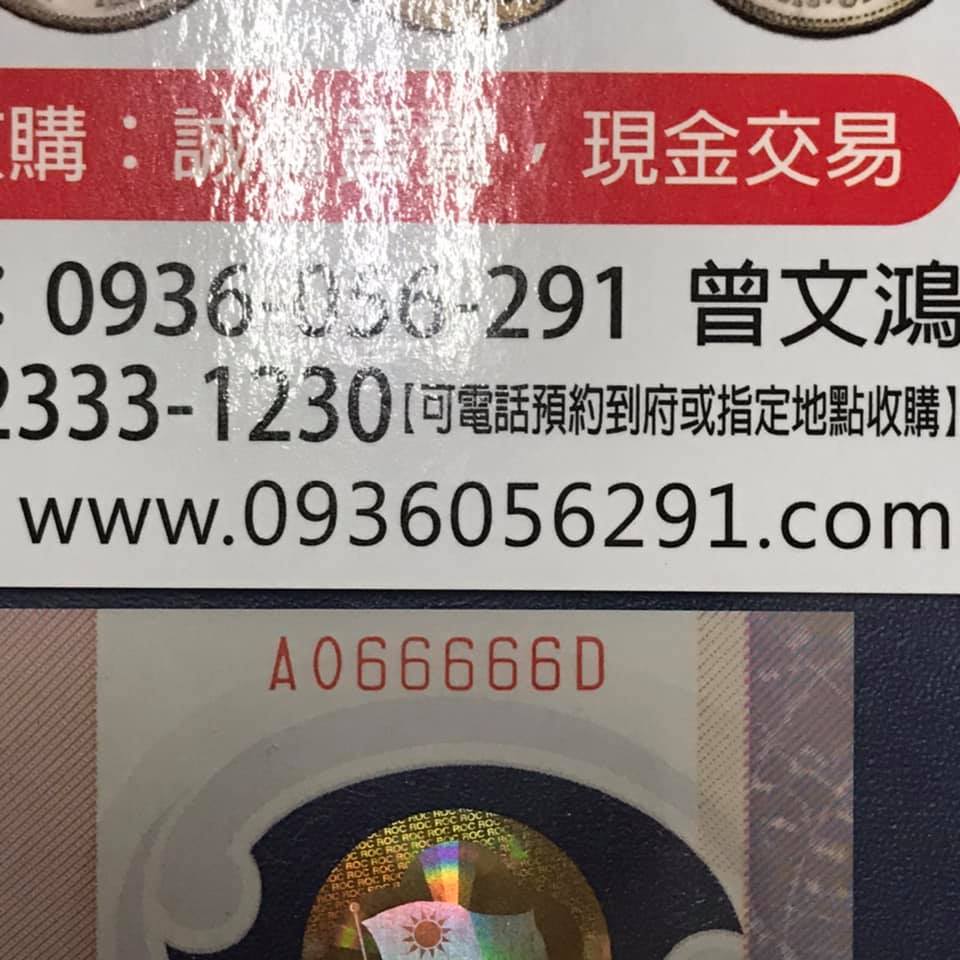 購：誠，現金交易
：0936-056-291 曾文鴻
2333-1230【可電話預約到府或指定地點收購】
www.0936056291.com
A066666D
ROC ROC ROC ROC